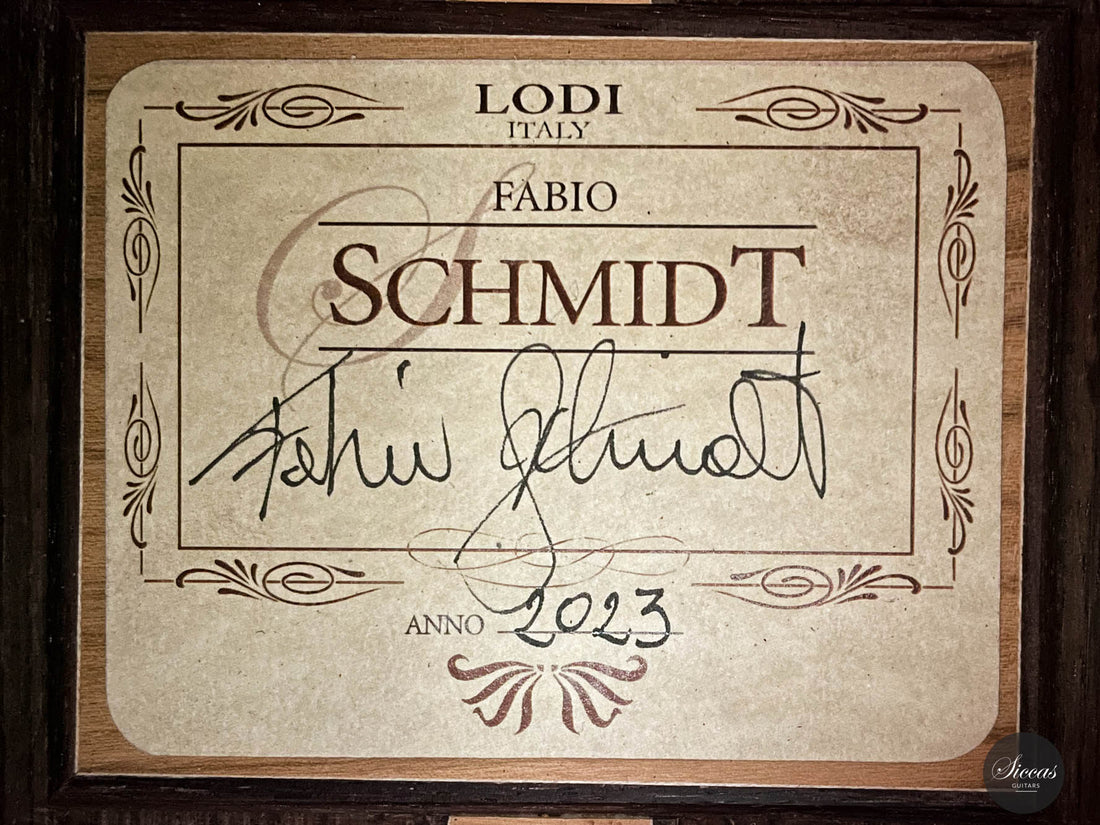 LODI
ITALY
FABIO
SCHMIDT
Fabio Schmidt
ANNO 2023
Siccas
GUITARS